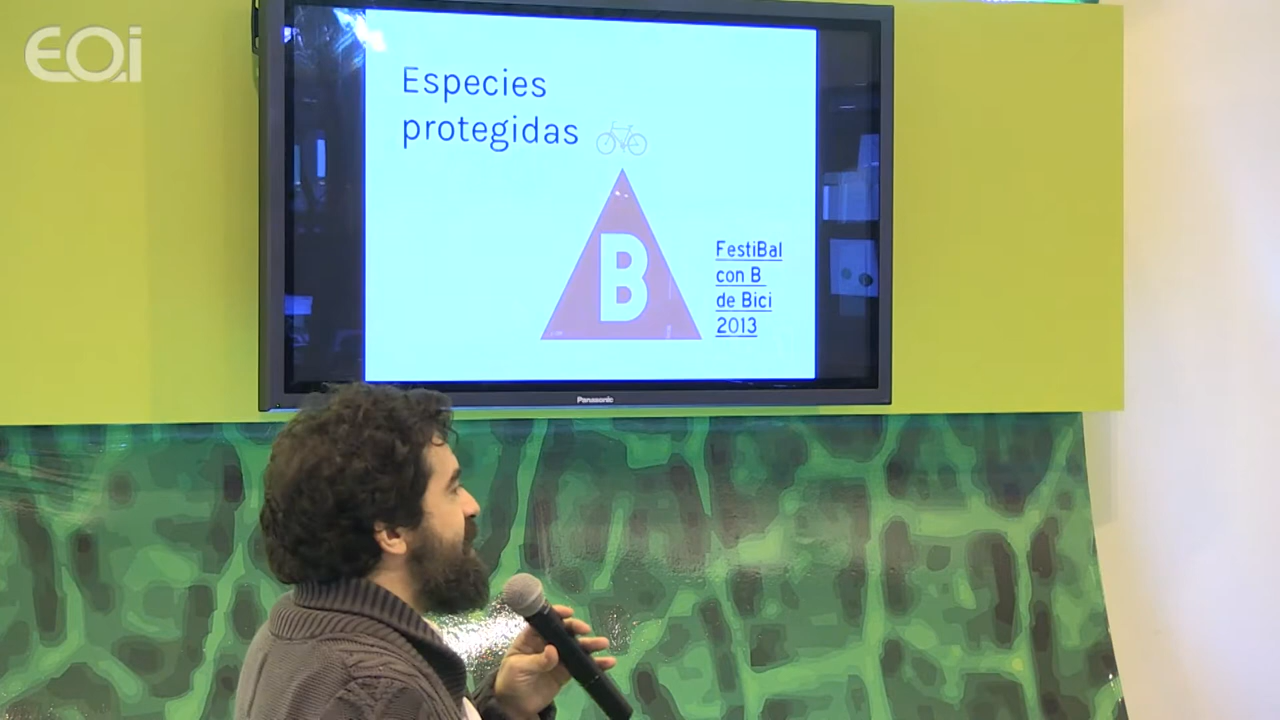 EOi
Especies
protegidas
B
FestiBal
con B
de Bici
2013
Panasonic